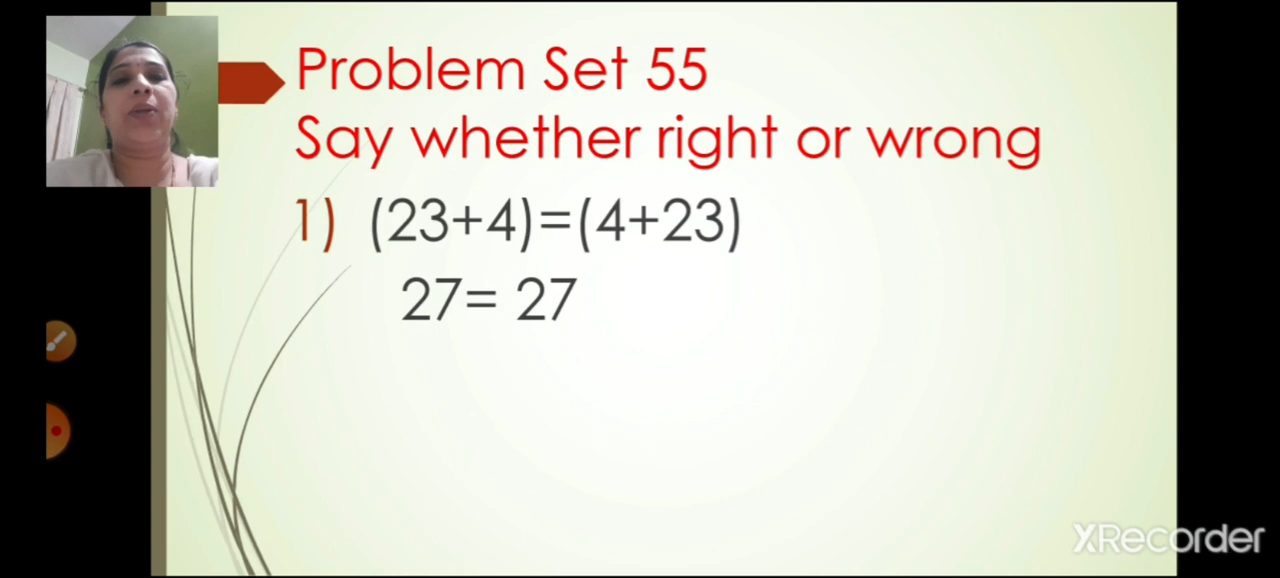 Problem Set 55
Say whether right or wrong
1) (23+4)=(4+23)
27= 27
XRecorder